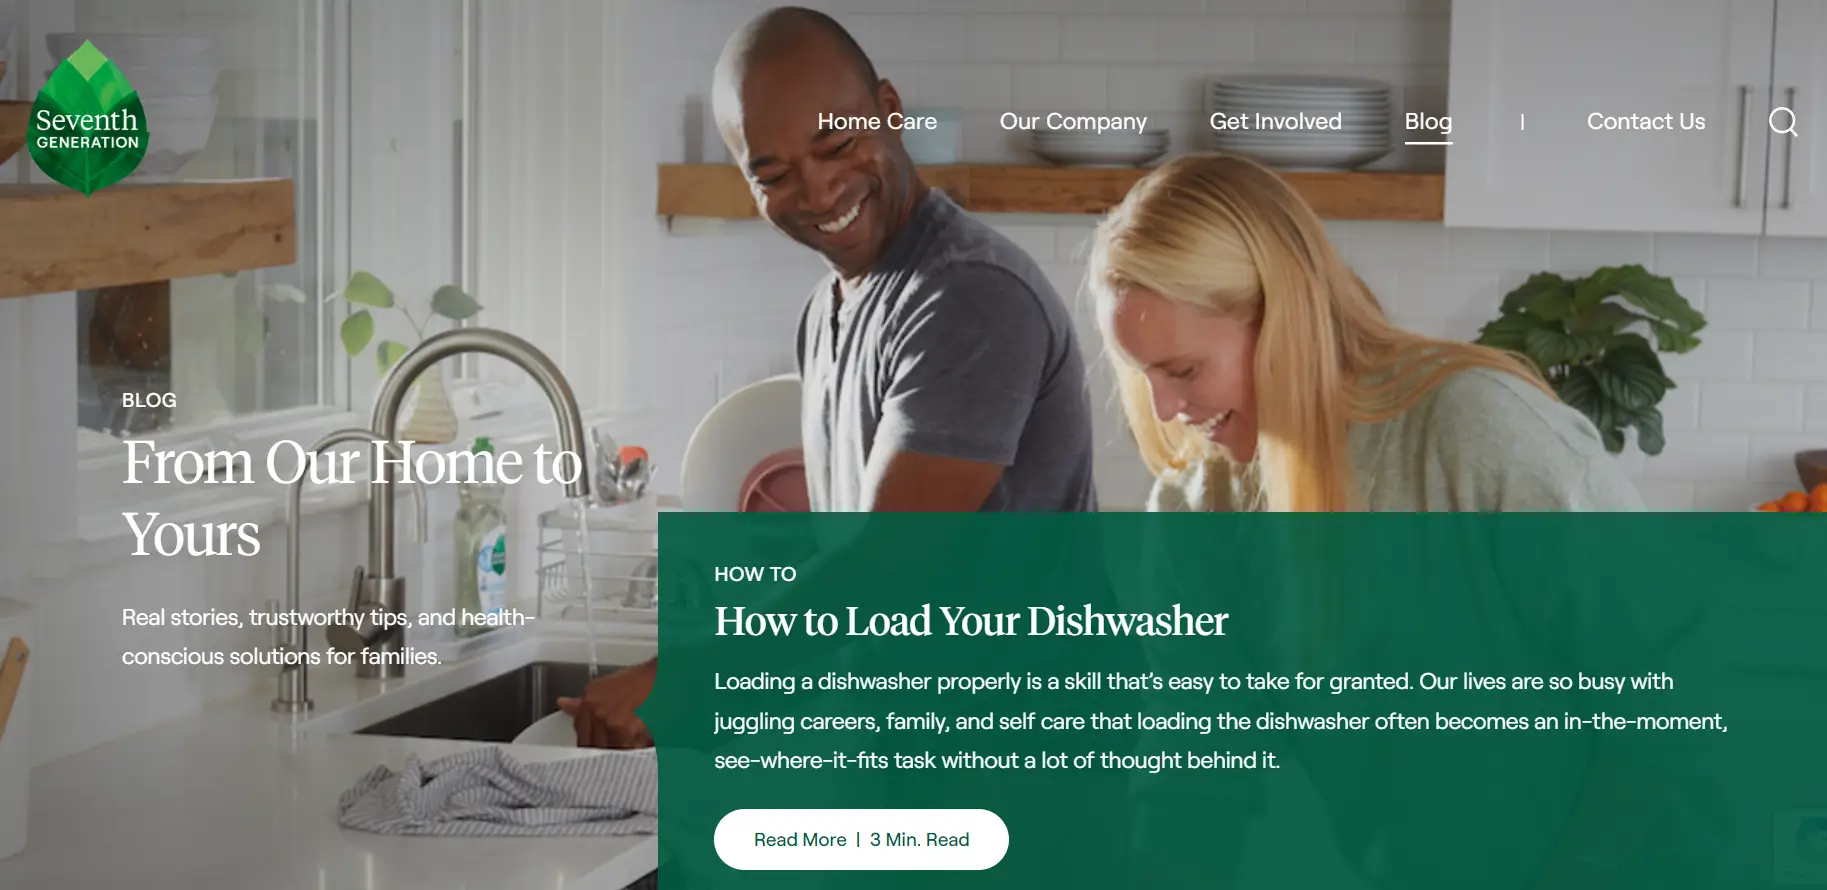 Seventh
GENERATION
Home Care
Our Company
Get Involved
Blog
|
Contact Us
BLOG
From Our Home to
Yours
Real stories, trustworthy tips, and health-
conscious solutions for families.
HOW TO
How to Load Your Dishwasher
Loading a dishwasher properly is a skill that's easy to take for granted. Our lives are so busy with
juggling careers, family, and self care that loading the dishwasher often becomes an in-the-moment,
see-where-it-fits task without a lot of thought behind it.
Read More | 3 Min. Read